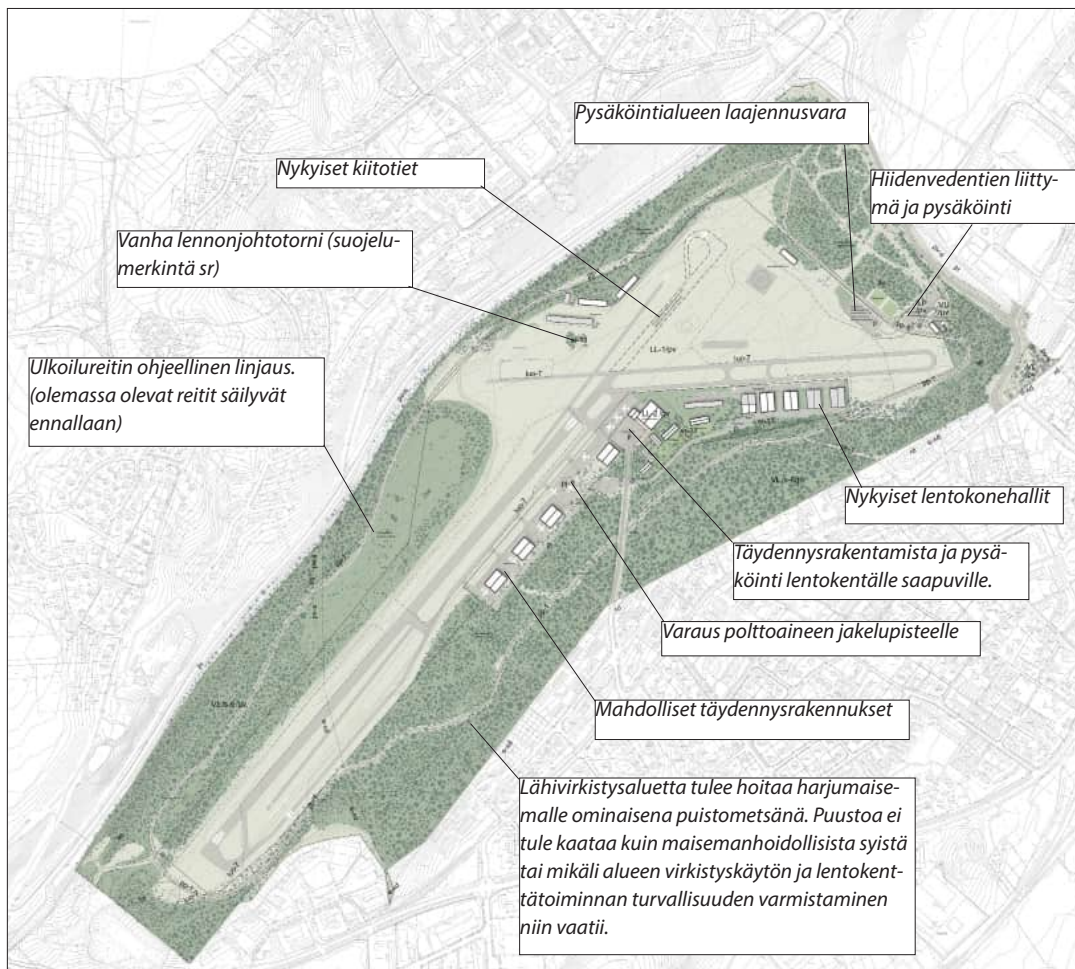 Pysäköintialueen laajennusvara
Nykyiset kiitotiet
Hiidenvedentien liitty-
mä ja pysäköinti
Vanha lennonjohtotorni (suojelu-
merkintä sr)
Ulkoilureitin ohjeellinen linjaus.
(olemassa olevat reitit säilyvät
ennallaan)
Nykyiset lentokonehallit
Täydennysrakentamista ja pysä-
köinti lentokentälle saapuville.
Varaus polttoaineen jakelupisteelle
Mahdolliset täydennysrakennukset
Lähivirkistysaluetta tulee hoitaa harjumaise-
malle ominaisena puistometsänä. Puustoa ei
tule kaataa kuin maisemanhoidollisista syistä
tai mikäli alueen virkistyskäytön ja lentokent-
tätoiminnan turvallisuuden varmistaminen
niin vaatii.